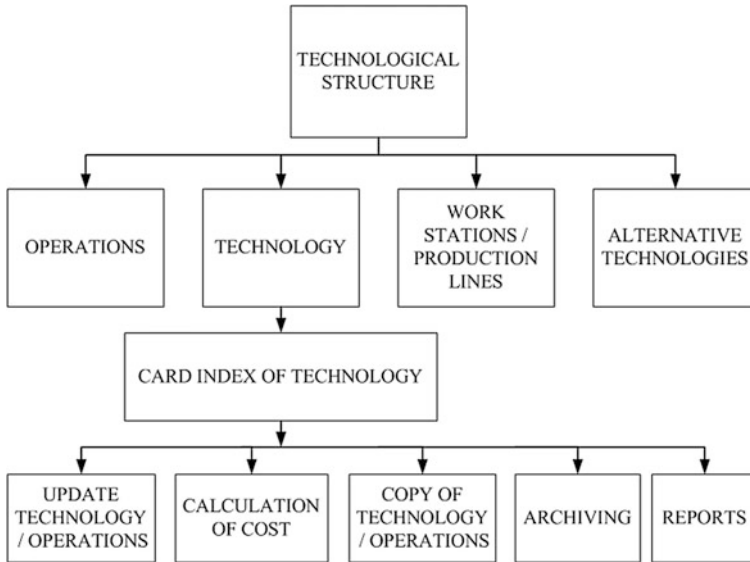 TECHNOLOGICAL
STRUCTURE
OPERATIONS
TECHNOLOGY
WORK
STATIONS /
PRODUCTION
LINES
ALTERNATIVE
TECHNOLOGIES
CARD INDEX OF TECHNOLOGY
UPDATE
TECHNOLOGY
/ OPERATIONS
CALCULATION
OF COST
COPY OF
TECHNOLOGY /
OPERATIONS
ARCHIVING
REPORTS